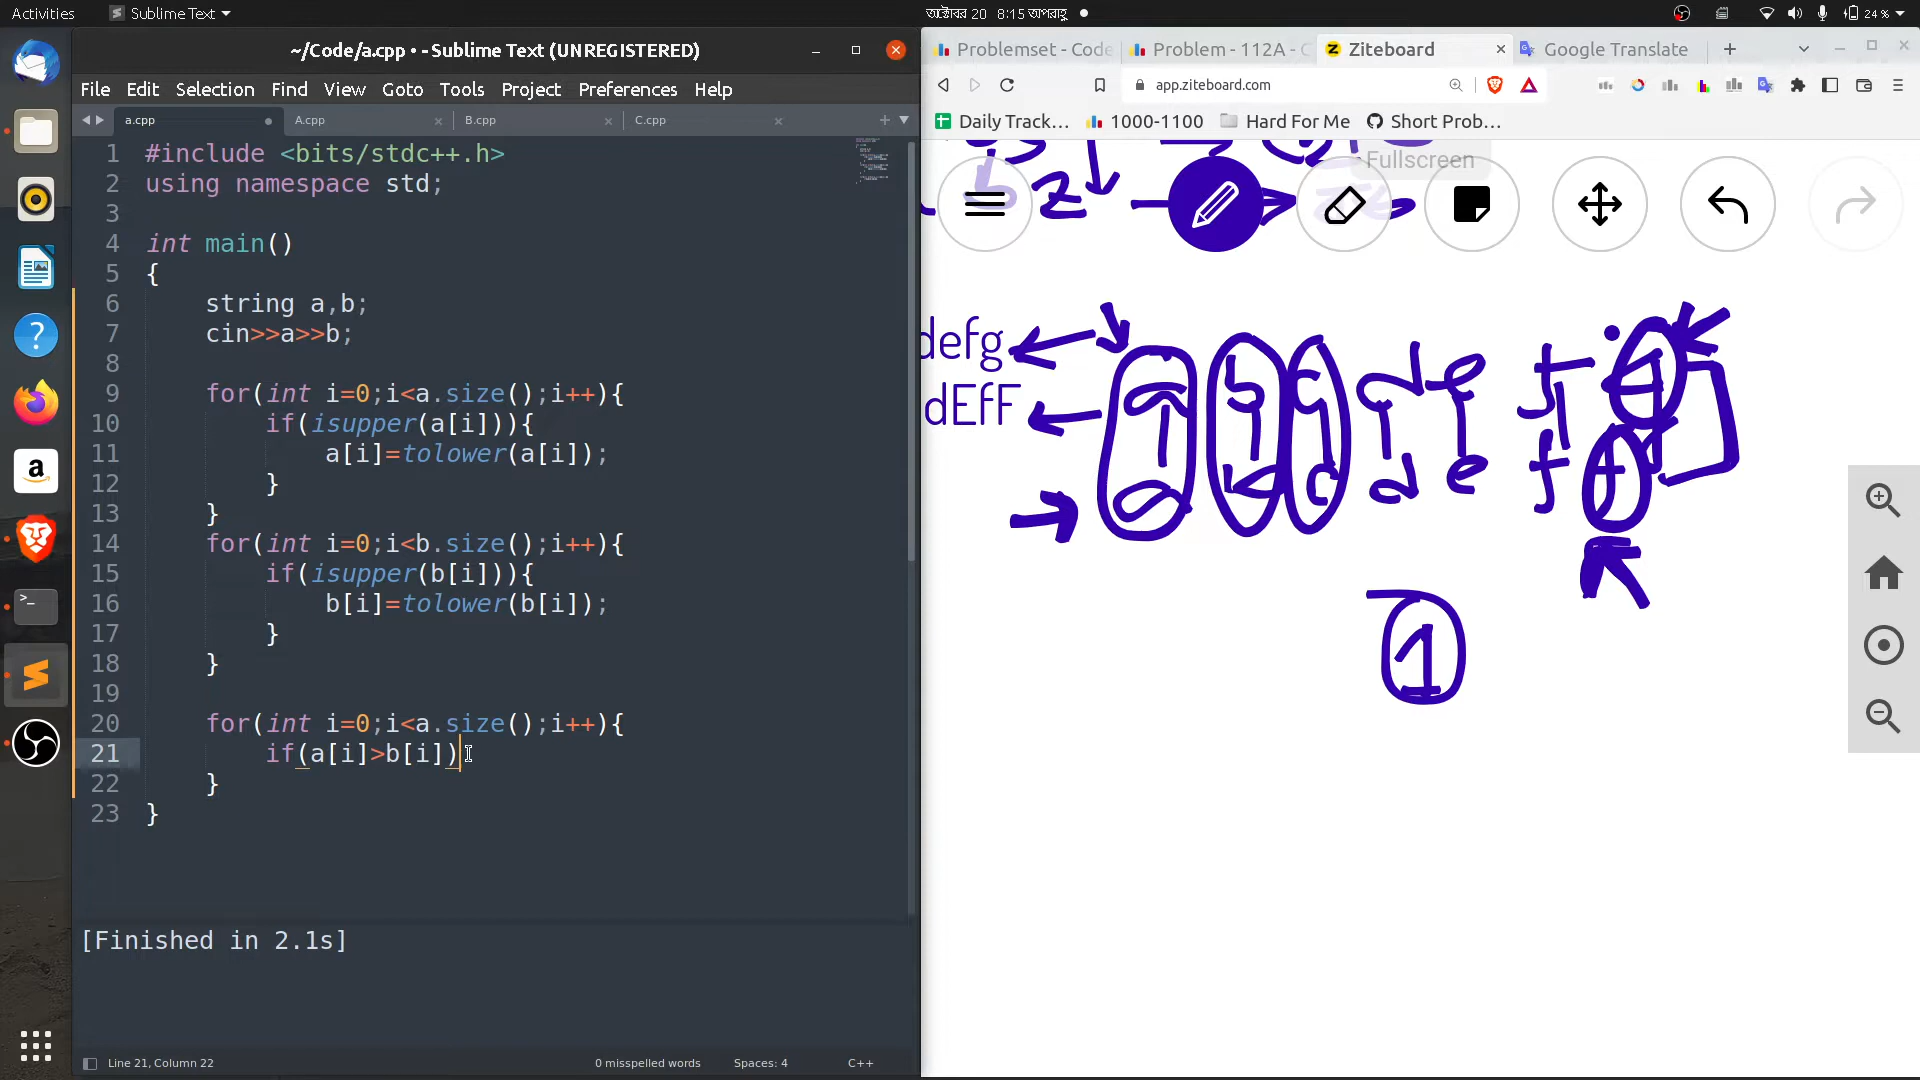 Activities Sublime Text অক্টোবর 20 8:15 অপরাহ্ণ 24 %
~/Code/a.cpp • - Sublime Text (UNREGISTERED)
File Edit Selection Find View Goto Tools Project Preferences Help
a.cpp A.cpp B.cpp C.cpp
1 #include <bits/stdc++.h>
2 using namespace std;
3
4 int main()
5 {
6 string a,b;
7 cin>>a>>b;
8
9 for(int i=0;i<a.size();i++){
10 if(isupper(a[i])){
11 a[i]=tolower(a[i]);
12 }
13 }
14 for(int i=0;i<b.size();i++){
15 if(isupper(b[i])){
16 b[i]=tolower(b[i]);
17 }
18 }
19
20 for(int i=0;i<a.size();i++){
21 if(a[i]>b[i])
22 }
23 }
[Finished in 2.1s]
Line 21, Column 22 0 misspelled words Spaces: 4 C++
Problemset - Code Problem - 112A - C Ziteboard Google Translate
app.ziteboard.com
Daily Track... 1000-1100 Hard For Me Short Prob...
Fullscreen
z
defg
dEfF
b c d e f
d e f f
1